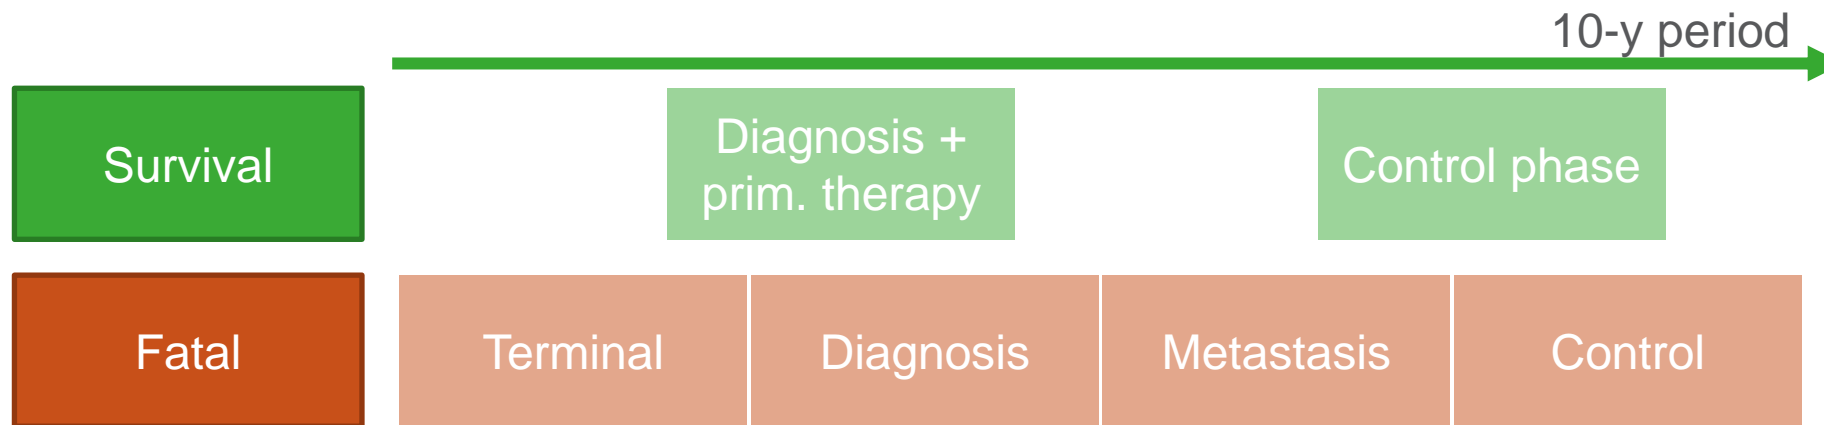 10-y period
Survival
Diagnosis +
prim. therapy
Control phase
Fatal
Terminal
Diagnosis
Metastasis
Control